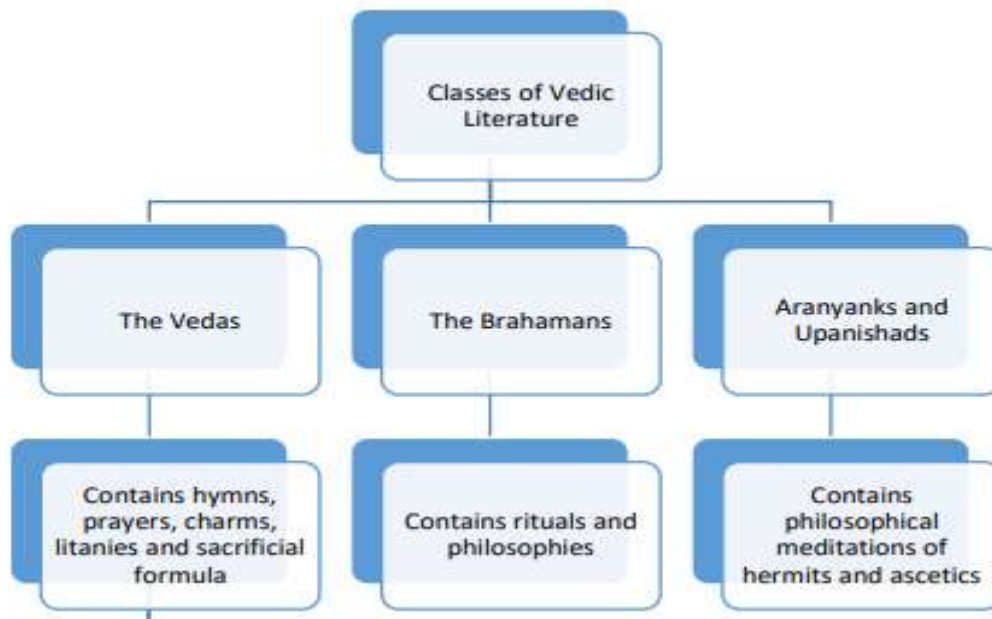 Classes of Vedic
Literature
The Vedas
The Brahamans
Aranyanks and
Upanishads
Contains hymns,
prayers, charms,
litanies and sacrificial
formula
Contains rituals and
philosophies
Contains
philosophical
meditations of
hermits and ascetics